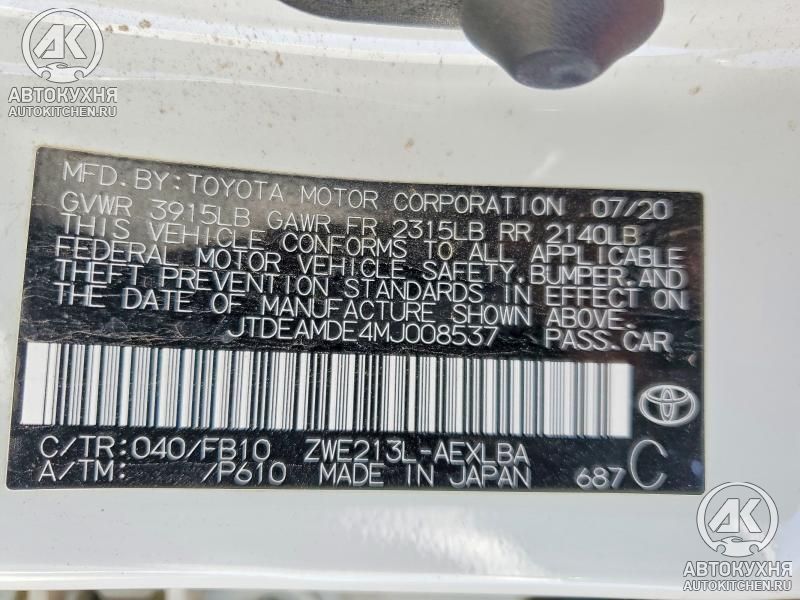 AK
АВТОКУХНЯ
AUTOKITCHEN.RU
MFD. BY: TOYOTA MOTOR CORPORATION 07/20
GVWR 3915LB GAWR FR 2315LB RR 2140LB
THIS VEHICLE CONFORMS TO ALL APPLICABLE
FEDERAL MOTOR VEHICLE SAFETY, BUMPER, AND
THEFT PREVENTION STANDARDS IN EFFECT ON
THE DATE OF MANUFACTURE SHOWN ABOVE.
JTDEAMDE4MJ008537 PASS. CAR
C/TR: 040/FB10 ZWE213L-AEXLBA
A/TM: /P610 MADE IN JAPAN 687 C
AK
АВТОКУХНЯ
AUTOKITCHEN.RU